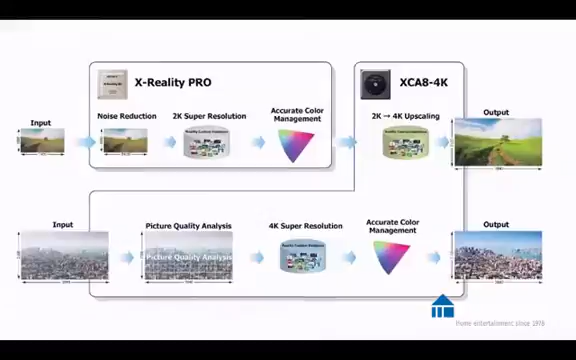 X-Reality PRO
XCA8-4K
Input
Noise Reduction
2K Super Resolution
Accurate Color
Management
2K → 4K Upscaling
Output
Input
Picture Quality Analysis
4K Super Resolution
Accurate Color
Management
Output
Picture Quality Analysis
Home entertainment since 1978